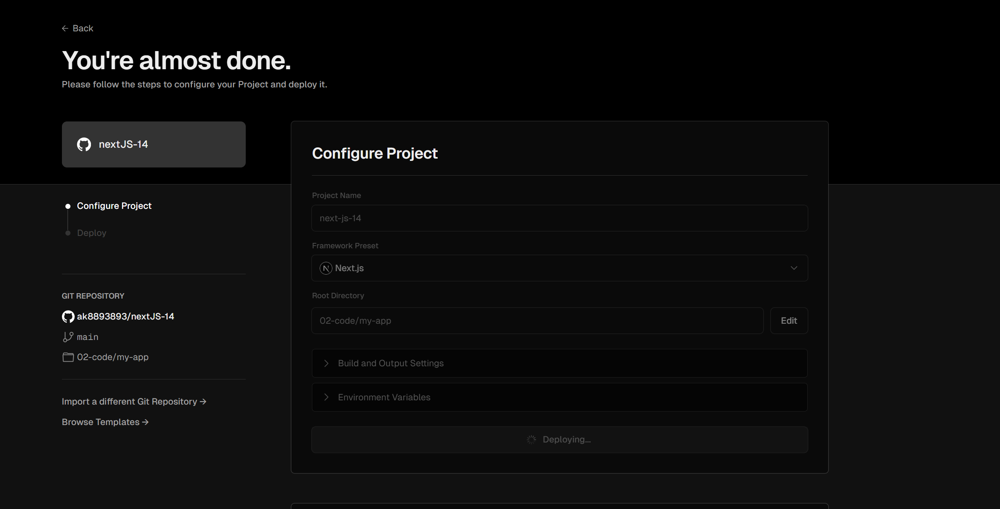 ← Back
You're almost done.
Please follow the steps to configure your Project and deploy it.
nextJS-14
Configure Project
Deploy
GIT REPOSITORY
ak8893893/nextJS-14
main
02-code/my-app
Import a different Git Repository →
Browse Templates →
Configure Project
Project Name
next-js-14
Framework Preset
N Next.js
Root Directory
02-code/my-app
Edit
Build and Output Settings
Environment Variables
Deploying...